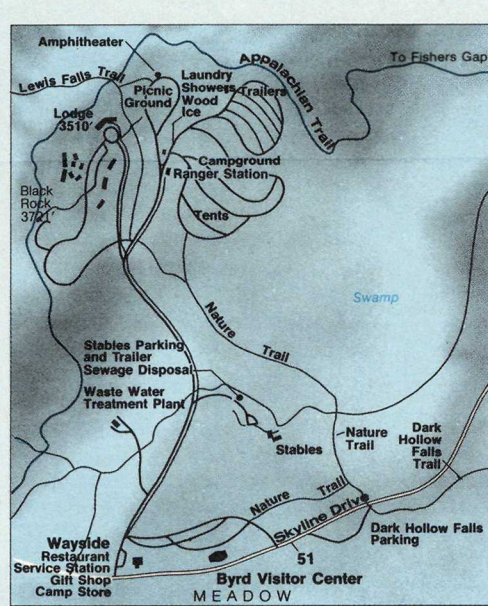 Amphitheater
Appalachian Trail
To Fishers Gap
Lewis Falls Trail
Laundry
Showers
Wood
Ice
Trailers
Picnic
Ground
Lodge
3510'
Campground
Ranger Station
Black
Rock
3721'
Tents
Swamp
Nature Trail
Stables Parking
and Trailer
Sewage Disposal
Waste Water
Treatment Plant
Stables
Nature
Trail
Dark
Hollow
Falls
Trail
Nature Trail
Skyline Drive
Dark Hollow Falls
Parking
Wayside
Restaurant
Service Station
Gift Shop
Camp Store
51
Byrd Visitor Center
MEADOW